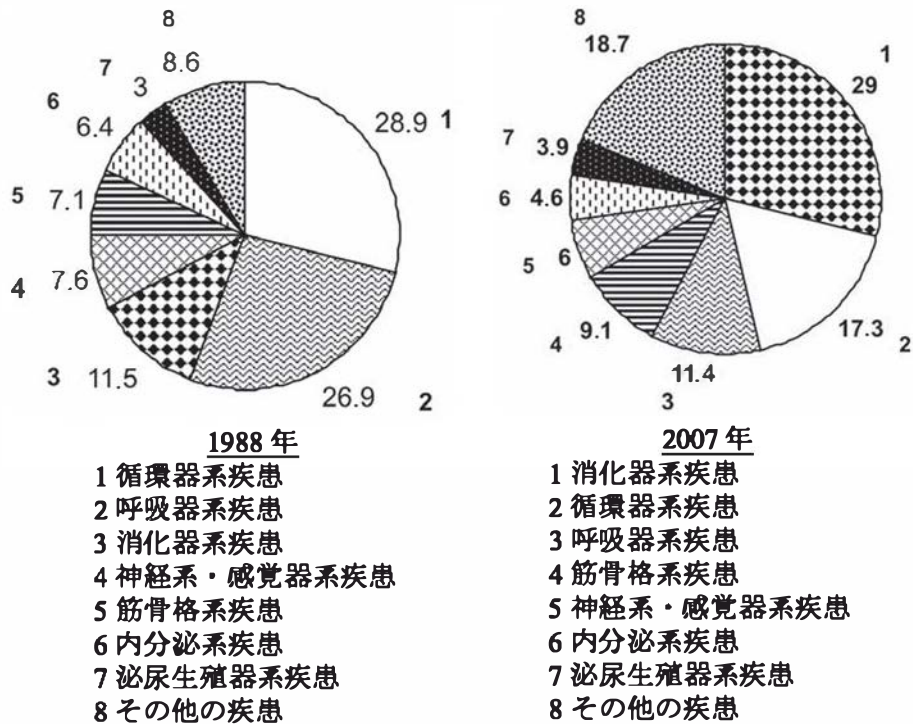 8
8.6
7
3
6
6.4
28.9 1
5 7.1
4 7.6
3 11.5
26.9 2
1988 年
1 循環器系疾患
2 呼吸器系疾患
3 消化器系疾患
4 神経系・感覚器系疾患
5 筋骨格系疾患
6 内分泌系疾患
7 泌尿生殖器系疾患
8 その他の疾患
8
18.7
1
29
7 3.9
6 4.6
5 6
4 9.1
17.3 2
11.4
3
2007 年
1 消化器系疾患
2 循環器系疾患
3 呼吸器系疾患
4 筋骨格系疾患
5 神経系・感覚器系疾患
6 内分泌系疾患
7 泌尿生殖器系疾患
8 その他の疾患